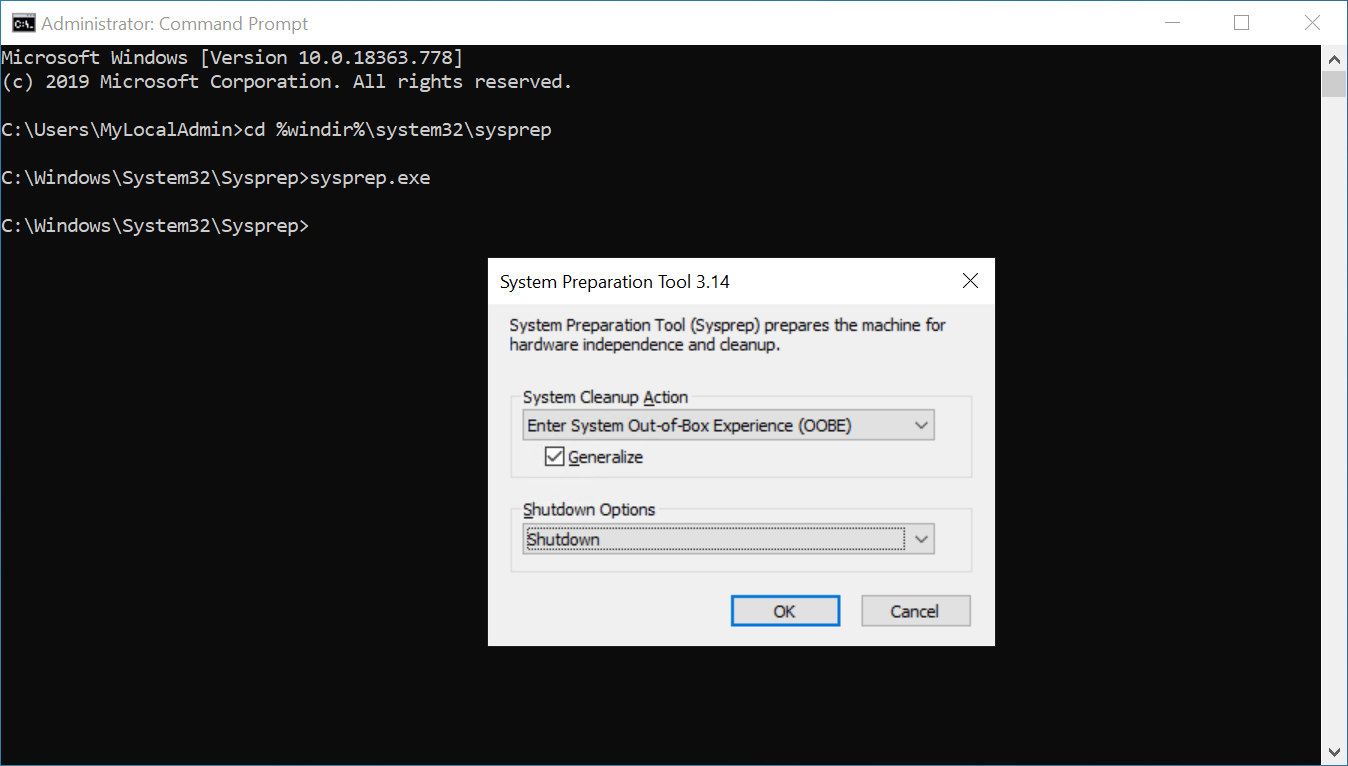 Administrator: Command Prompt
Microsoft Windows [Version 10.0.18363.778]
(c) 2019 Microsoft Corporation. All rights reserved.
C:\Users\MyLocalAdmin>cd %windir%\system32\sysprep
C:\Windows\System32\Sysprep>sysprep.exe
C:\Windows\System32\Sysprep>
System Preparation Tool 3.14
System Preparation Tool (Sysprep) prepares the machine for
hardware independence and cleanup.
System Cleanup Action
Enter System Out-of-Box Experience (OOBE)
Generalize
Shutdown Options
Shutdown
OK
Cancel